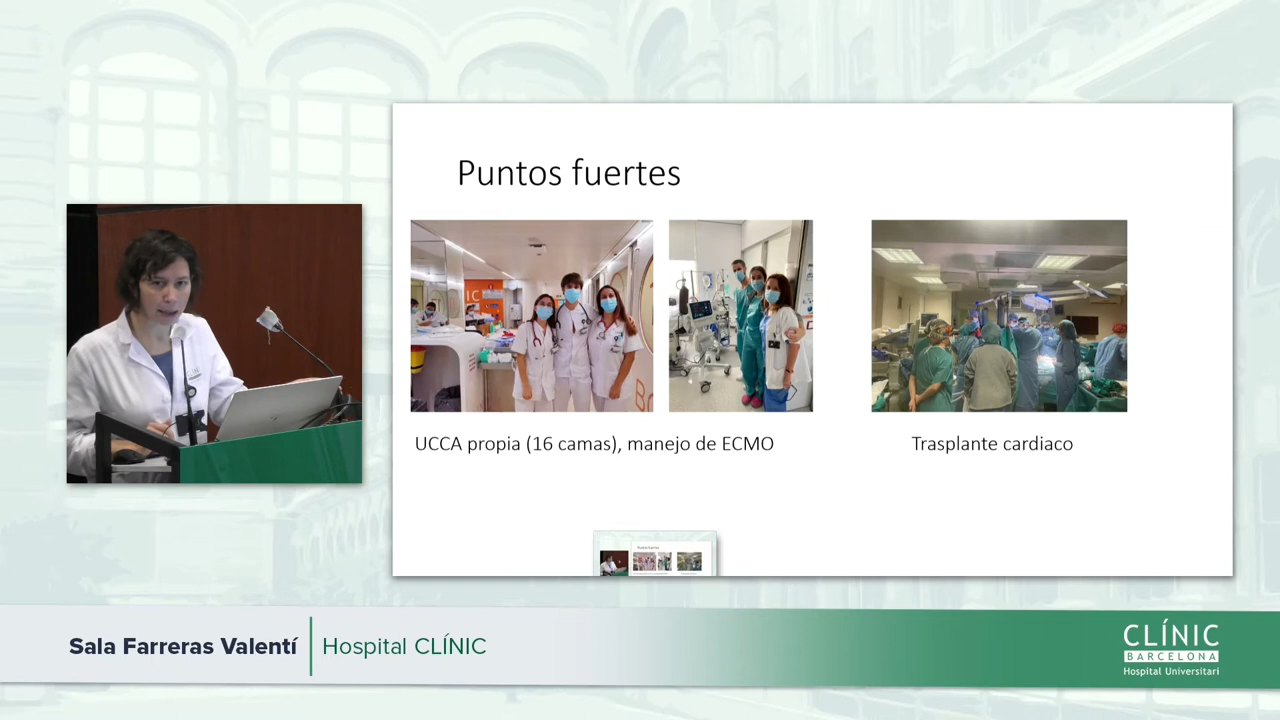 Puntos fuertes
UCCA propia (16 camas), manejo de ECMO
Trasplante cardiaco
Sala Farreras Valentí
Hospital CLÍNIC
CLÍNIC
BARCELONA
Hospital Universitari